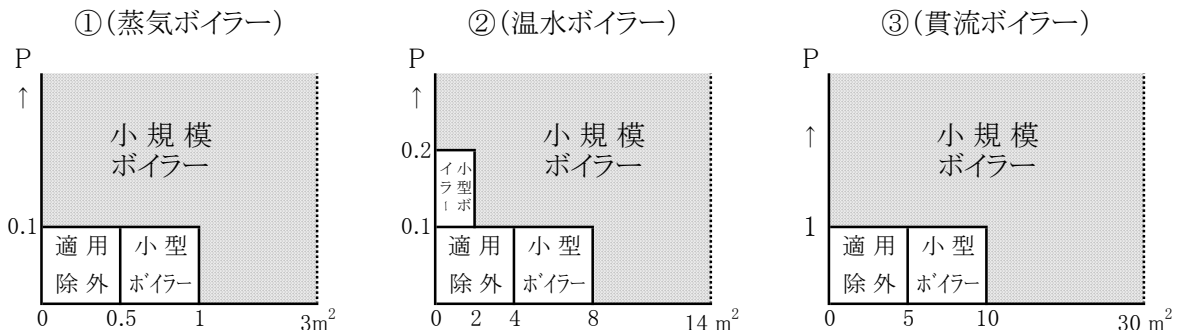 ①(蒸気ボイラー)
P
↑
小規模
ボイラー
0.1
適用
除外
小型
ボイラー
0 0.5 1 3m²
②(温水ボイラー)
P
↑
小規模
ボイラー
0.2
小型ボ
イラー
0.1
適用
除外
小型
ボイラー
0 2 4 8 14 m²
③(貫流ボイラー)
P
↑
小規模
ボイラー
1
適用
除外
小型
ボイラー
0 5 10 30 m²